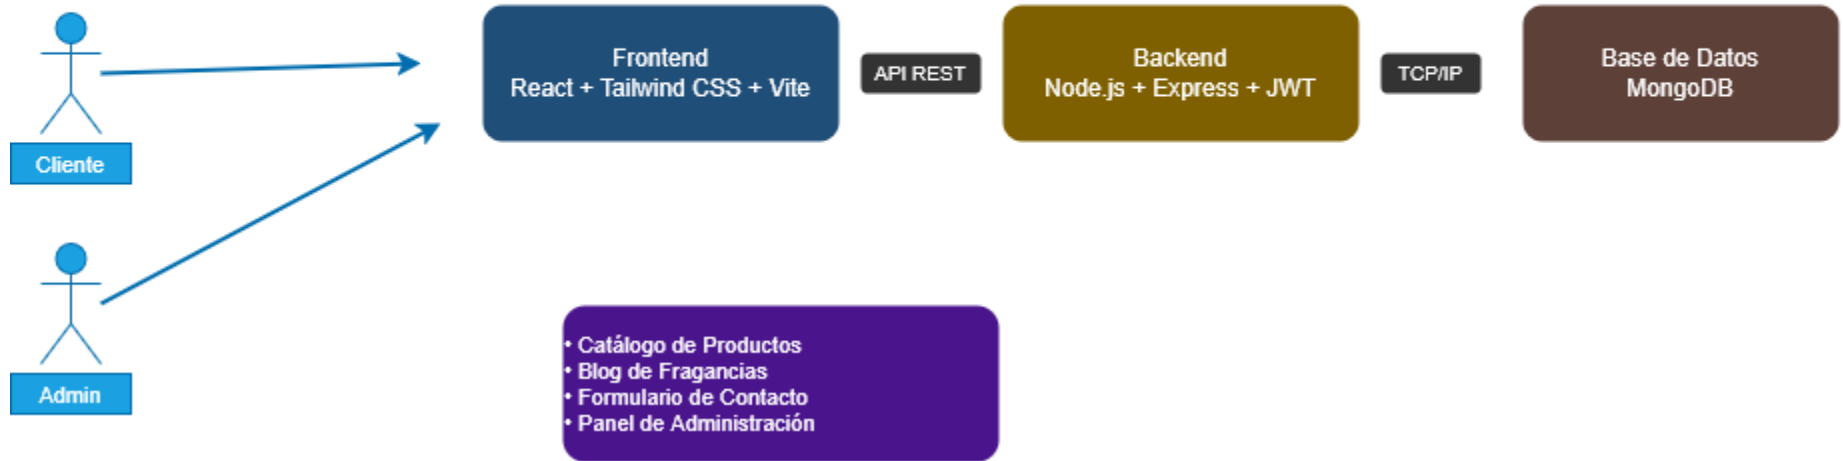 Cliente
Admin
Frontend
React + Tailwind CSS + Vite
API REST
Backend
Node.js + Express + JWT
TCP/IP
Base de Datos
MongoDB
• Catálogo de Productos
• Blog de Fragancias
• Formulario de Contacto
• Panel de Administración